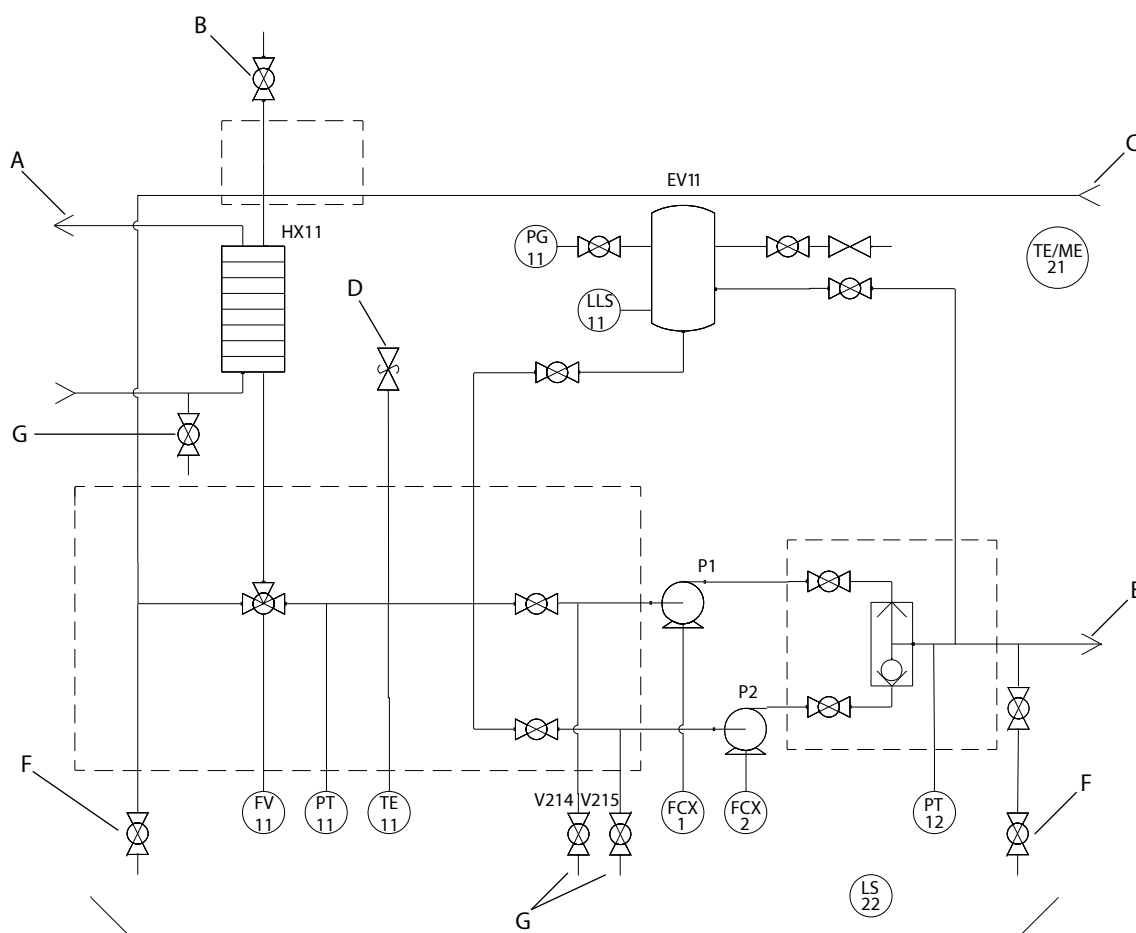 B
A
C
EV11
HX11
PG
11
TE/ME
21
D
LLS
11
G
P1
E
P2
F
V214
V215
F
FV
11
PT
11
TE
11
FCX
1
FCX
2
PT
12
LS
22
G